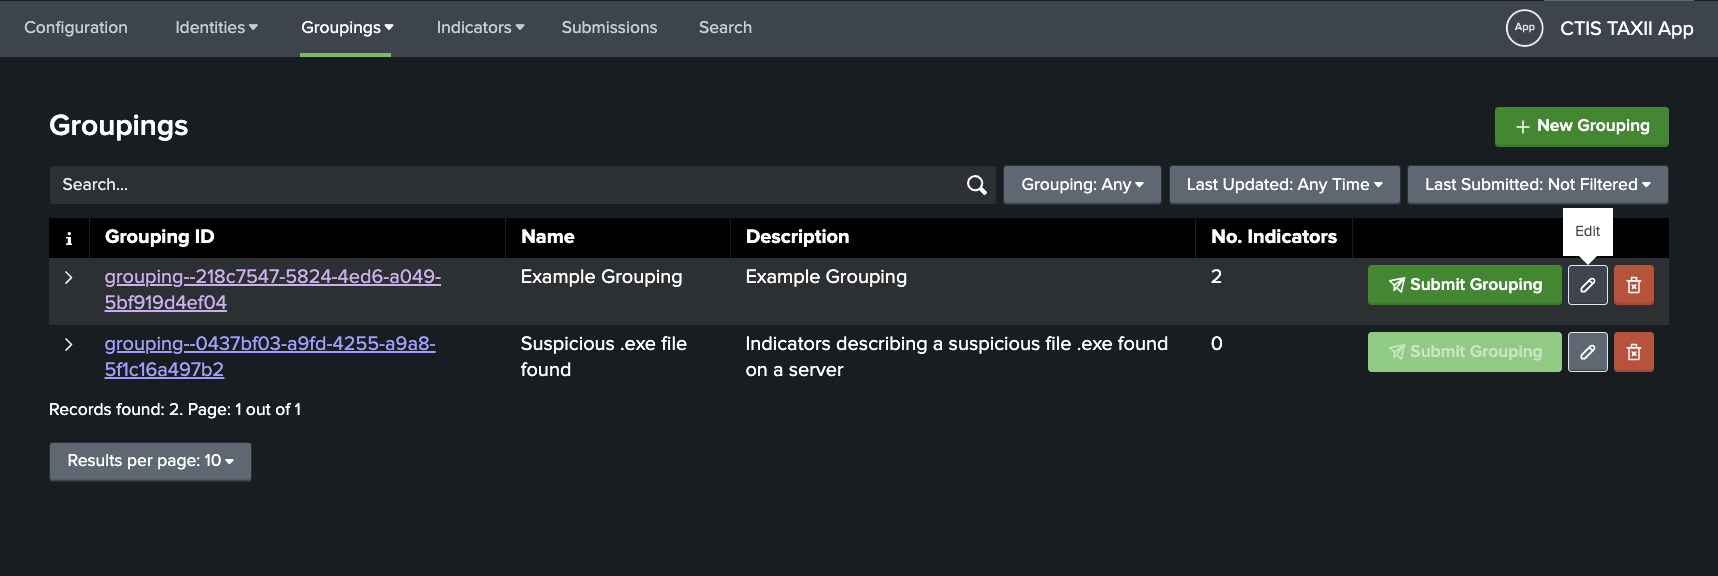 Configuration Identities Groupings Indicators Submissions Search App CTIS TAXII App
Groupings
+ New Grouping
Search... Grouping: Any Last Updated: Any Time Last Submitted: Not Filtered
Edit
i Grouping ID Name Description No. Indicators
grouping--218c7547-5824-4ed6-a049- Example Grouping Example Grouping 2 Submit Grouping
5bf919d4ef04
grouping--0437bf03-a9fd-4255-a9a8- Suspicious .exe file Indicators describing a suspicious file .exe found 0 Submit Grouping
5f1c16a497b2 found on a server
Records found: 2. Page: 1 out of 1
Results per page: 10